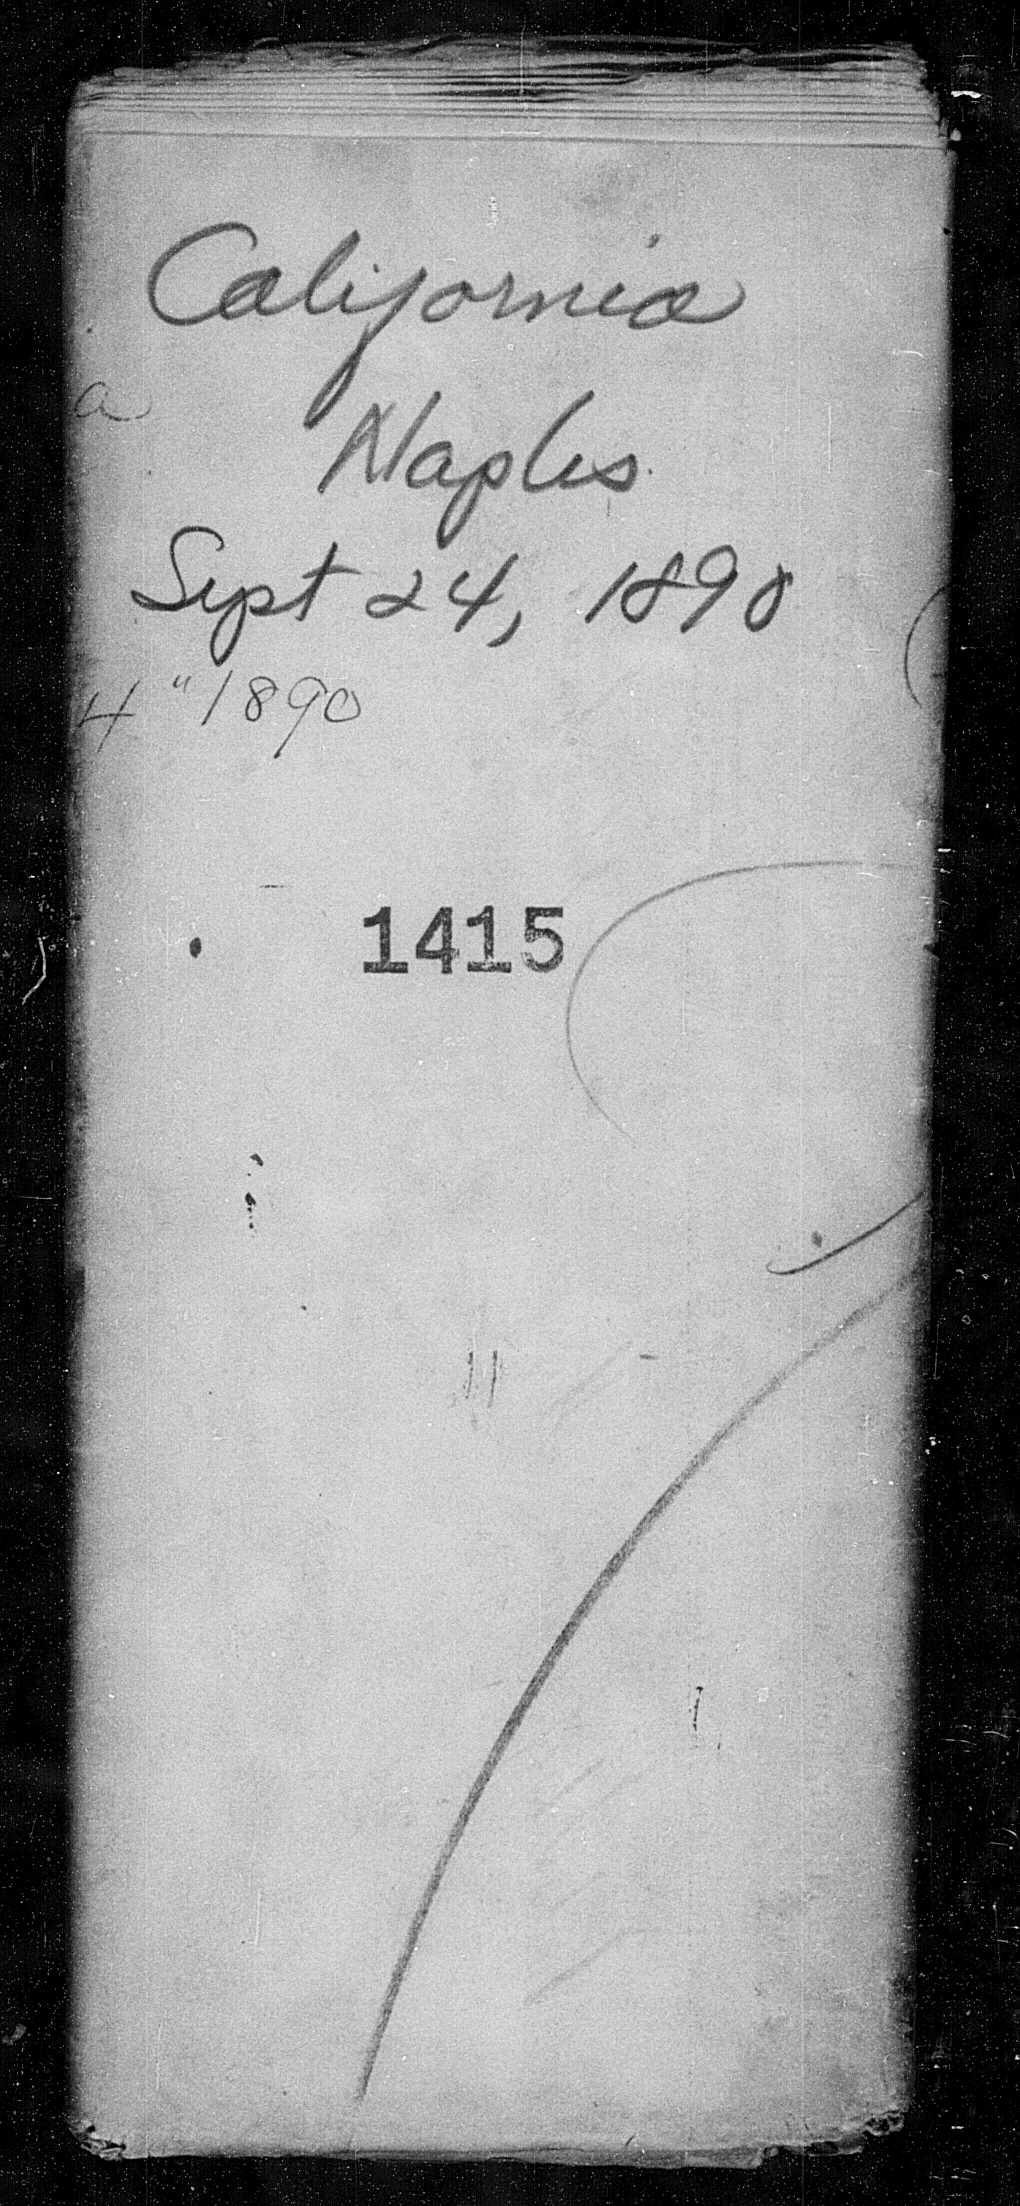 California
a
Naples
Sept 24, 1890
4 " 1890
1415